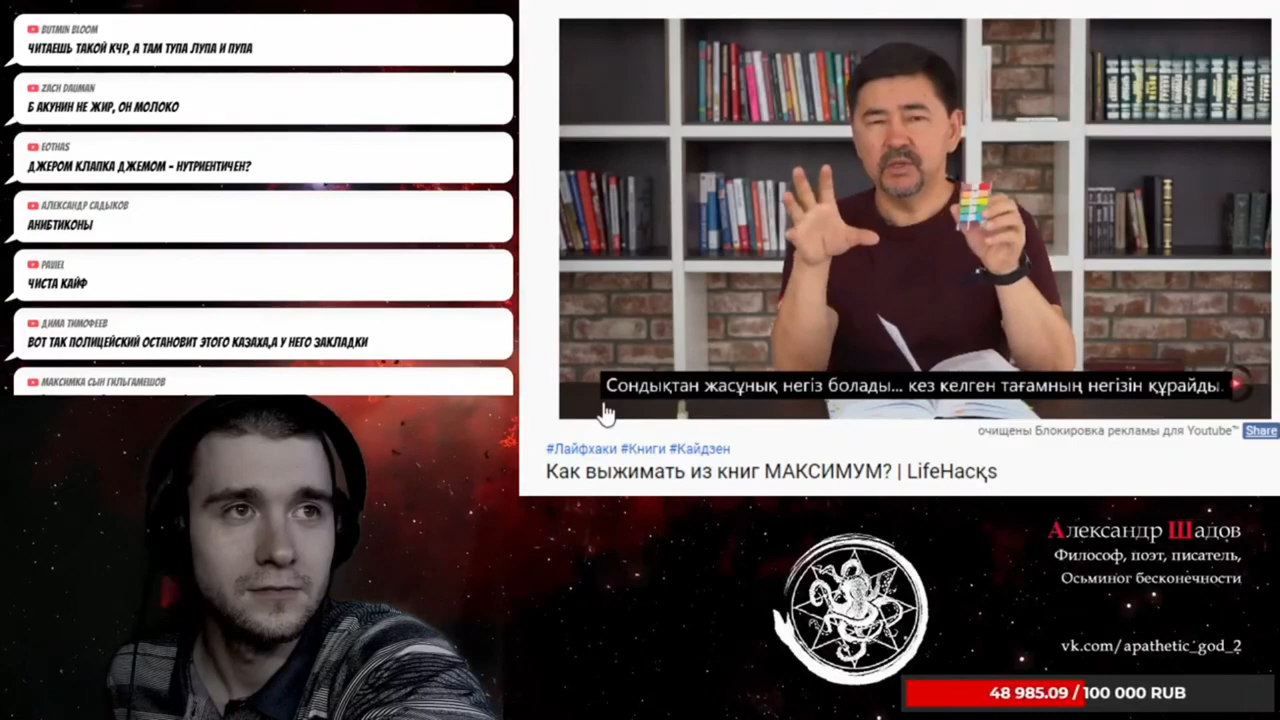 BUTMIN BLOOM
ЧИТАЕШЬ ТАКОЙ КЧР, А ТАМ ТУПА ЛУПА И ПУПА
ZACH DAUMAN
Б АКУНИН НЕ ЖИР, ОН МОЛОКО
EOTHAS
ДЖЕРОМ КЛАПКА ДЖЕМОМ - НУТРИЕНТИЧЕН?
АЛЕКСАНДР САДЫКОВ
АНИБТИКОНЫ
PAVIEL
ЧИСТА КАЙФ
ДИМА ТИМОФЕЕВ
ВОТ ТАК ПОЛИЦЕЙСКИЙ ОСТАНОВИТ ЭТОГО КАЗАХА,А У НЕГО ЗАКЛАДКИ
МАКСИМКА СЫН ГИЛЬГАМЕШОВ
Сондықтан жасұнық негіз болады... кез келген тағамның негізін құрайды.
очищены Блокировка рекламы для Youtube™ Share
#Лайфхаки #Книги #Кайдзен
Как выжимать из книг МАКСИМУМ? | LifeHacқs
Александр Шадов
Философ, поэт, писатель,
Осьминог бесконечности
vk.com/apathetic_god_2
48 985.09 / 100 000 RUB